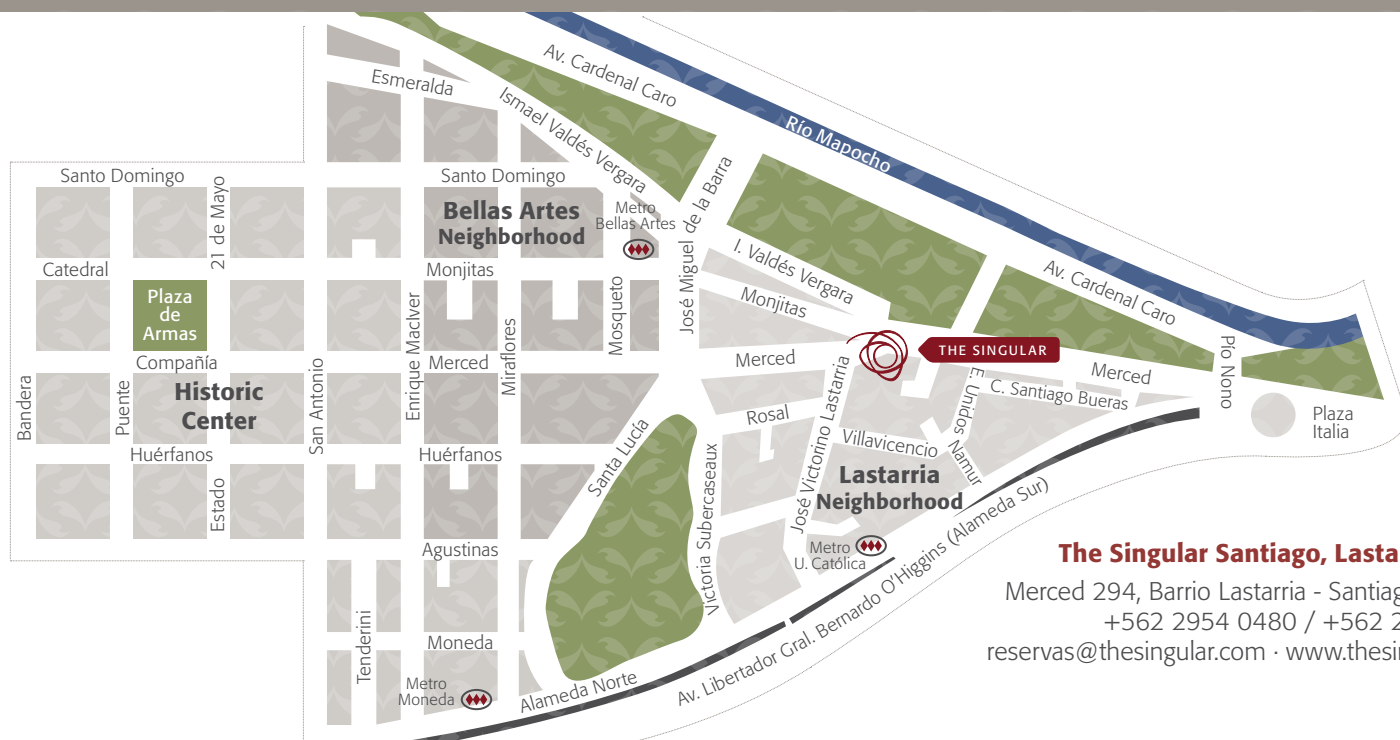 Av. Cardenal Caro
Esmeralda
Ismael Valdés Vergara
Río Mapocho
Santo Domingo
Santo Domingo
21 de Mayo
Bellas Artes
Neighborhood
Metro
Bellas Artes
José Miguel de la Barra
Catedral
Monjitas
I. Valdés Vergara
Monjitas
Av. Cardenal Caro
Plaza
de
Armas
Enrique MacIver
Miraflores
Mosqueto
Compañía
Merced
Merced
THE SINGULAR
Merced
Pío Nono
Bandera
Puente
Historic
Center
San Antonio
José Victorino Lastarria
E. Unidos
C. Santiago Bueras
Plaza
Italia
Rosal
Huérfanos
Huérfanos
Santa Lucía
Villavicencio
Namur
Lastarria
Neighborhood
Estado
Victoria Subercaseaux
Agustinas
Metro
U. Católica
Av. Libertador Gral. Bernardo O'Higgins (Alameda Sur)
Tenderini
Moneda
Metro
Moneda
Alameda Norte
The Singular Santiago, Lasta
Merced 294, Barrio Lastarria - Santiag
+562 2954 0480 / +562 2
reservas@thesingular.com · www.thesin